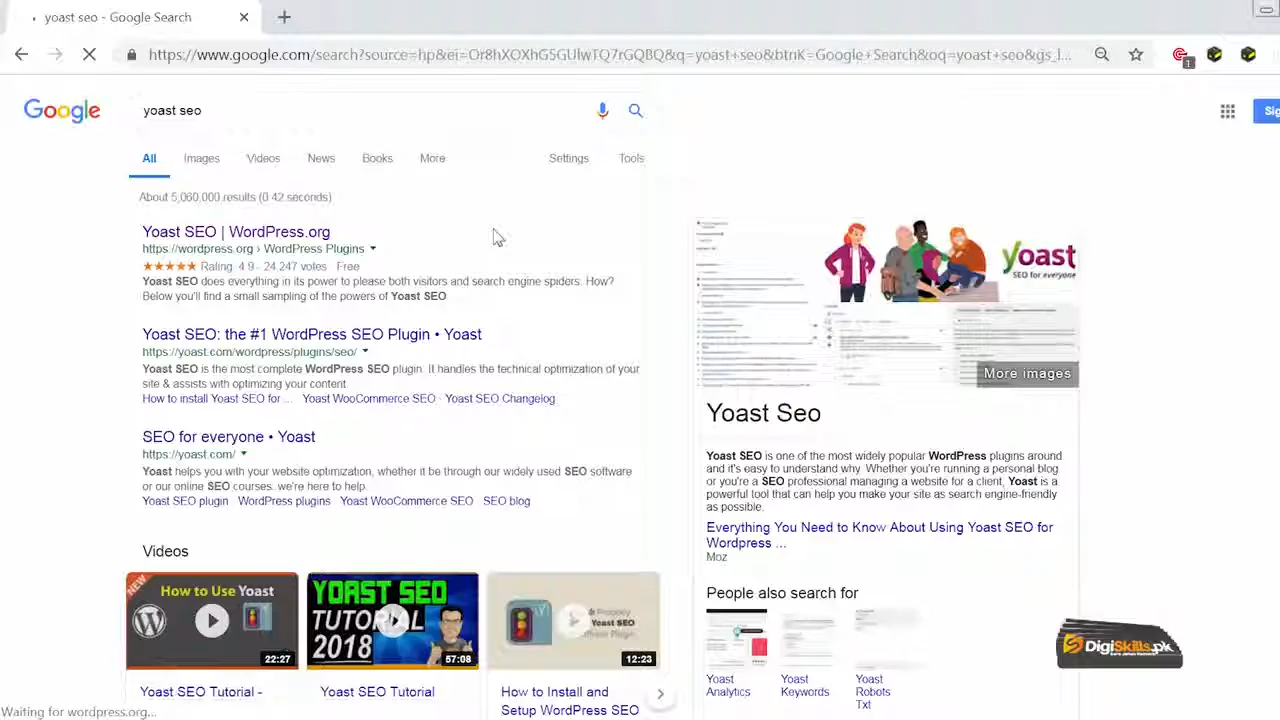 yoast seo - Google Search
https://www.google.com/search?source=hp&ei=Or8hXOXhG5GUlwTQ7rGQBQ&q=yoast+seo&btnK=Google+Search&oq=yoast+seo&gs_l...
1
Google
yoast seo
Sig
All Images Videos News Books More Settings Tools
About 5,060,000 results (0.42 seconds)
Yoast SEO | WordPress.org
https://wordpress.org › WordPress Plugins
Rating: 4.9 - 24,247 votes - Free
Yoast SEO does everything in its power to please both visitors and search engine spiders. How?
Below you'll find a small sampling of the powers of Yoast SEO
Yoast SEO: the #1 WordPress SEO Plugin • Yoast
https://yoast.com/wordpress/plugins/seo/
Yoast SEO is the most complete WordPress SEO plugin. It handles the technical optimization of your
site & assists with optimizing your content.
How to install Yoast SEO for ... Yoast WooCommerce SEO · Yoast SEO Changelog
SEO for everyone • Yoast
https://yoast.com/
Yoast helps you with your website optimization, whether it be through our widely used SEO software
or our online SEO courses: we're here to help.
Yoast SEO plugin WordPress plugins Yoast WooCommerce SEO SEO blog
Videos
NEW
How to Use Yoast
22:27
YOAST SEO
TUTORIAL
2018
Yoast SEO
12:23
Yoast SEO Tutorial -
Yoast SEO Tutorial
How to Install and
Setup WordPress SEO
yoast
SEO for everyone
More images
Yoast Seo
Yoast SEO is one of the most widely popular WordPress plugins around
and it's easy to understand why. Whether you're running a personal blog
or you're a SEO professional managing a website for a client, Yoast is a
powerful tool that can help you make your site as search engine-friendly
as possible.
Everything You Need to Know About Using Yoast SEO for
Wordpress ...
Moz
People also search for
Yoast
Analytics
Yoast
Keywords
Yoast
Robots
Txt
DigiSkills.pk
Waiting for wordpress.org...